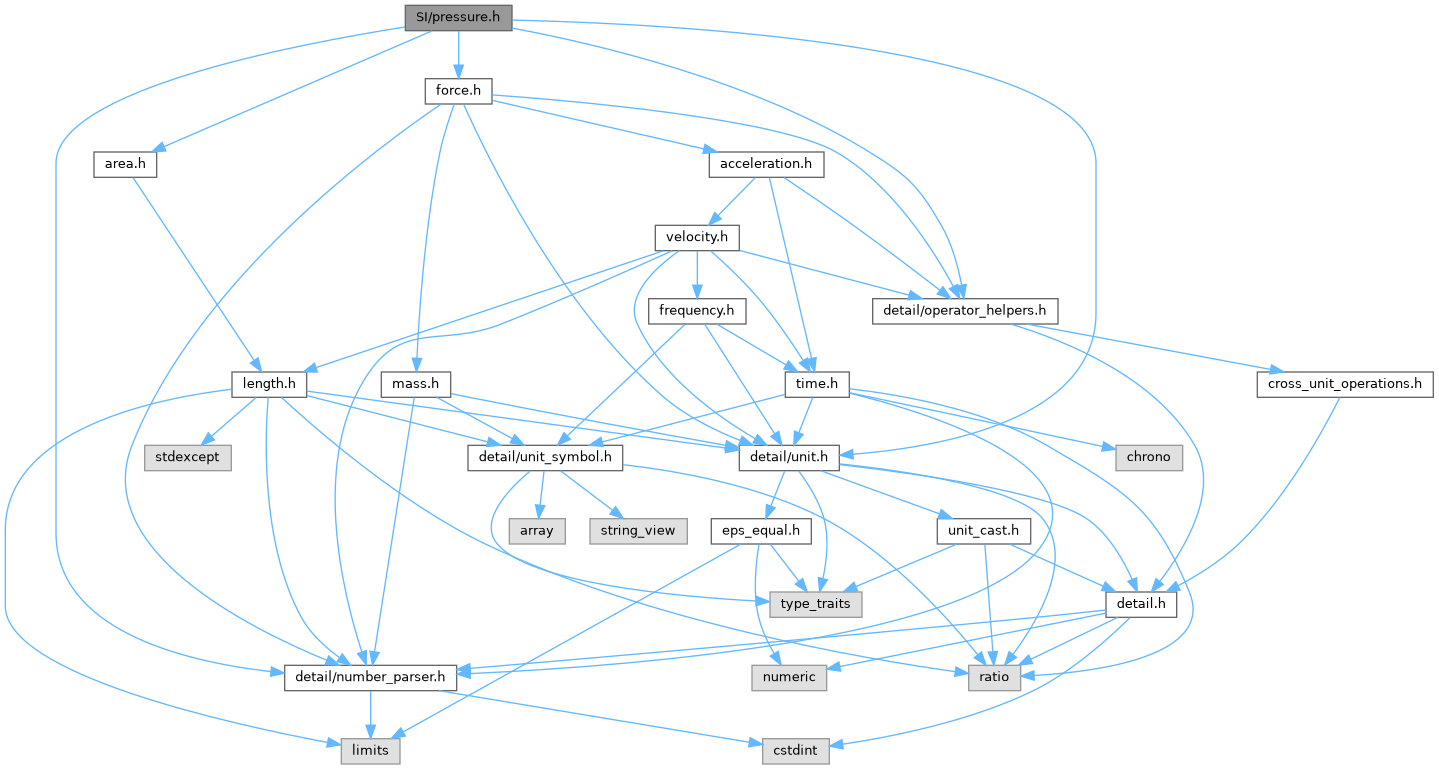 SI/pressure.h
force.h
area.h
acceleration.h
velocity.h
frequency.h
detail/operator_helpers.h
length.h
mass.h
time.h
cross_unit_operations.h
stdexcept
detail/unit_symbol.h
detail/unit.h
chrono
array
string_view
eps_equal.h
unit_cast.h
type_traits
detail.h
detail/number_parser.h
numeric
ratio
limits
cstdint